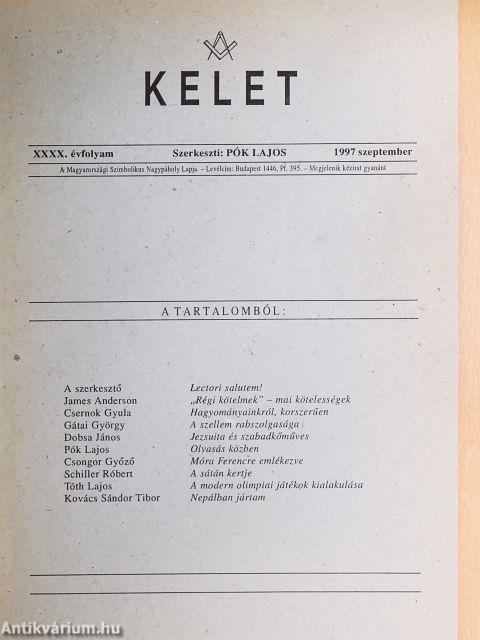 KELET
XXXX. évfolyam Szerkeszti: PÓK LAJOS 1997 szeptember
A Magyarországi Szimbolikus Nagypáholy Lapja. – Levélcím: Budapest 1446, Pf. 395. – Megjelenik kézirat gyanánt
A TARTALOMBÓL:
A szerkesztő Lectori salutem!
James Anderson „Régi kötelmek” – mai kötelességek
Csernok Gyula Hagyományainkról, korszerűen
Gátai György A szellem rabszolgasága
Dobsa János Jezsuita és szabadkőműves
Pók Lajos Olvasás közben
Csongor Győző Móra Ferencre emlékezve
Schiller Róbert A sátán kertje
Tóth Lajos A modern olimpiai játékok kialakulása
Kovács Sándor Tibor Nepálban jártam
Antikvárium.hu